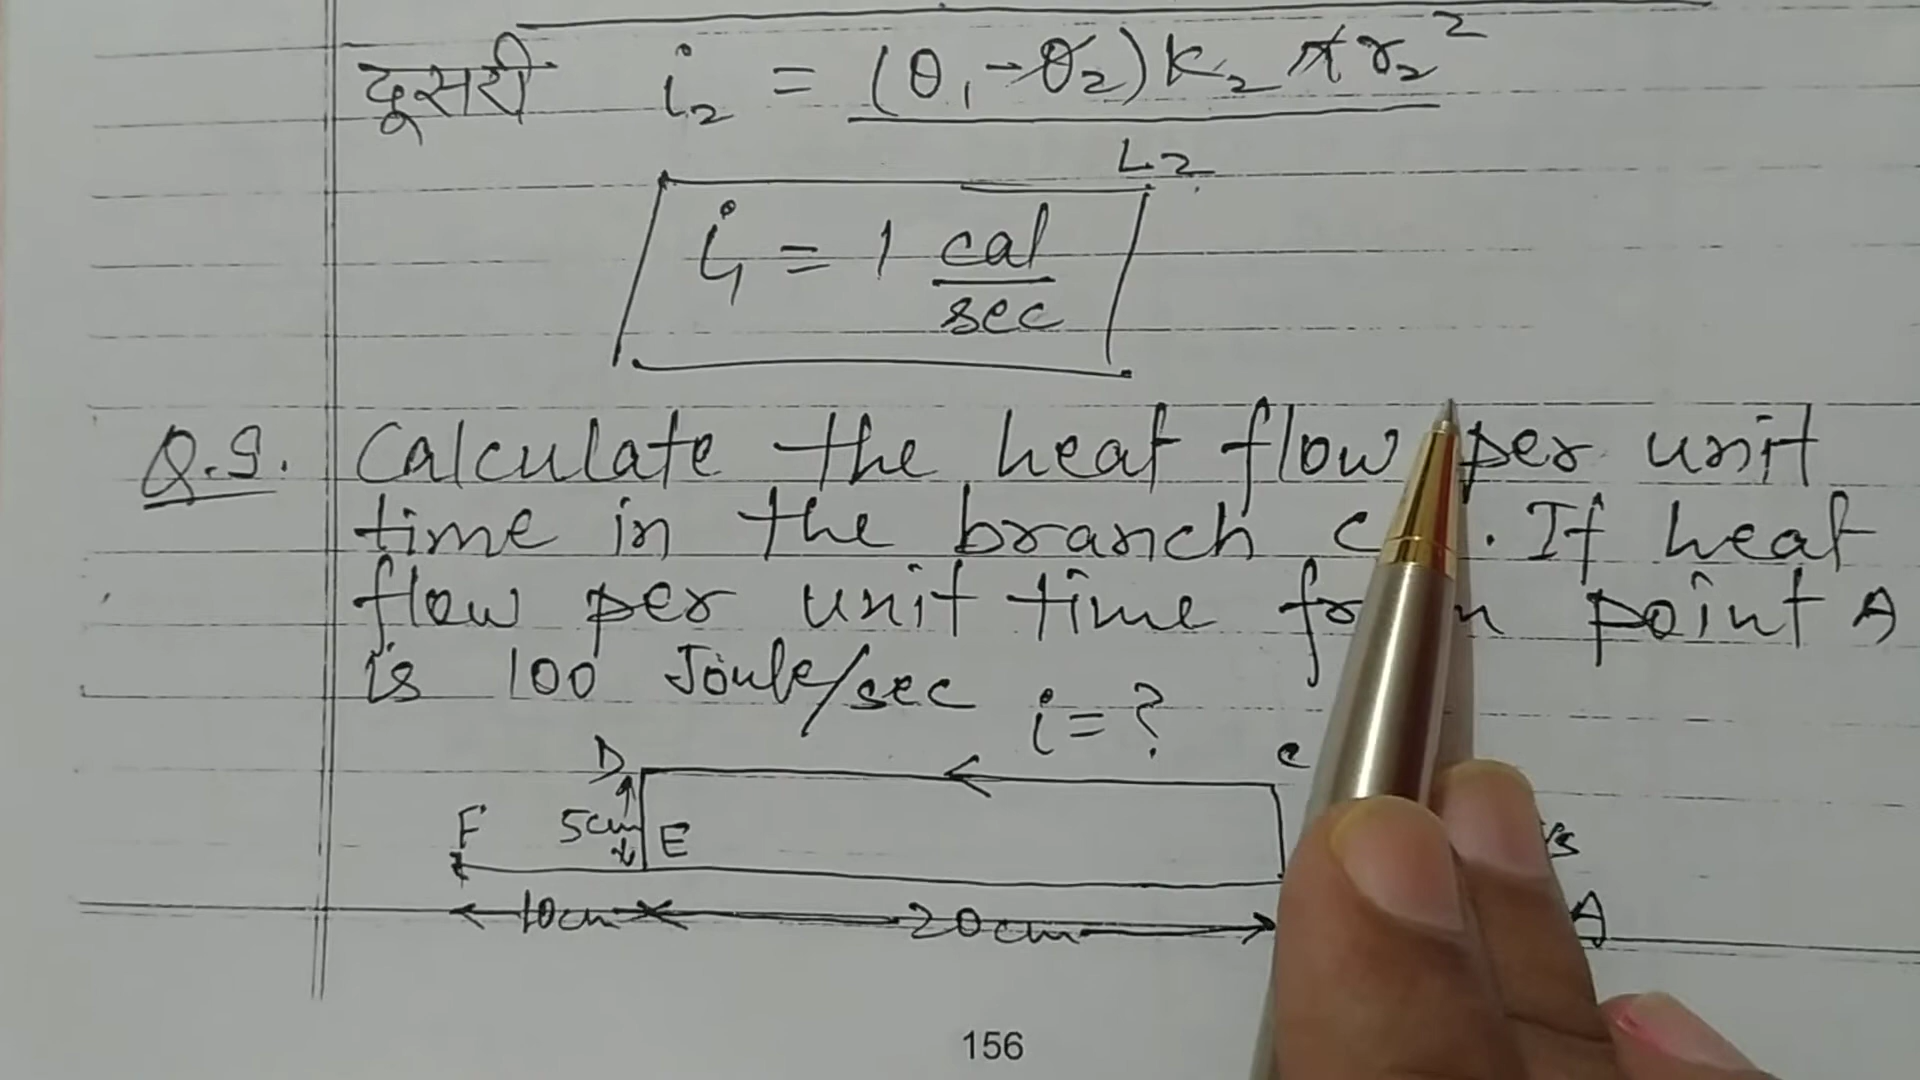 दूसरी i₂ = (θ₁-θ₂)K₂ πr₂²
L2
i₁ = 1 cal
sec
Q.9. Calculate the heat flow per unit
time in the branch C . If heat
flow per unit time point A
is 100 Joule/sec i = ?
D C
F 5cm E
10cm 20cm A
156